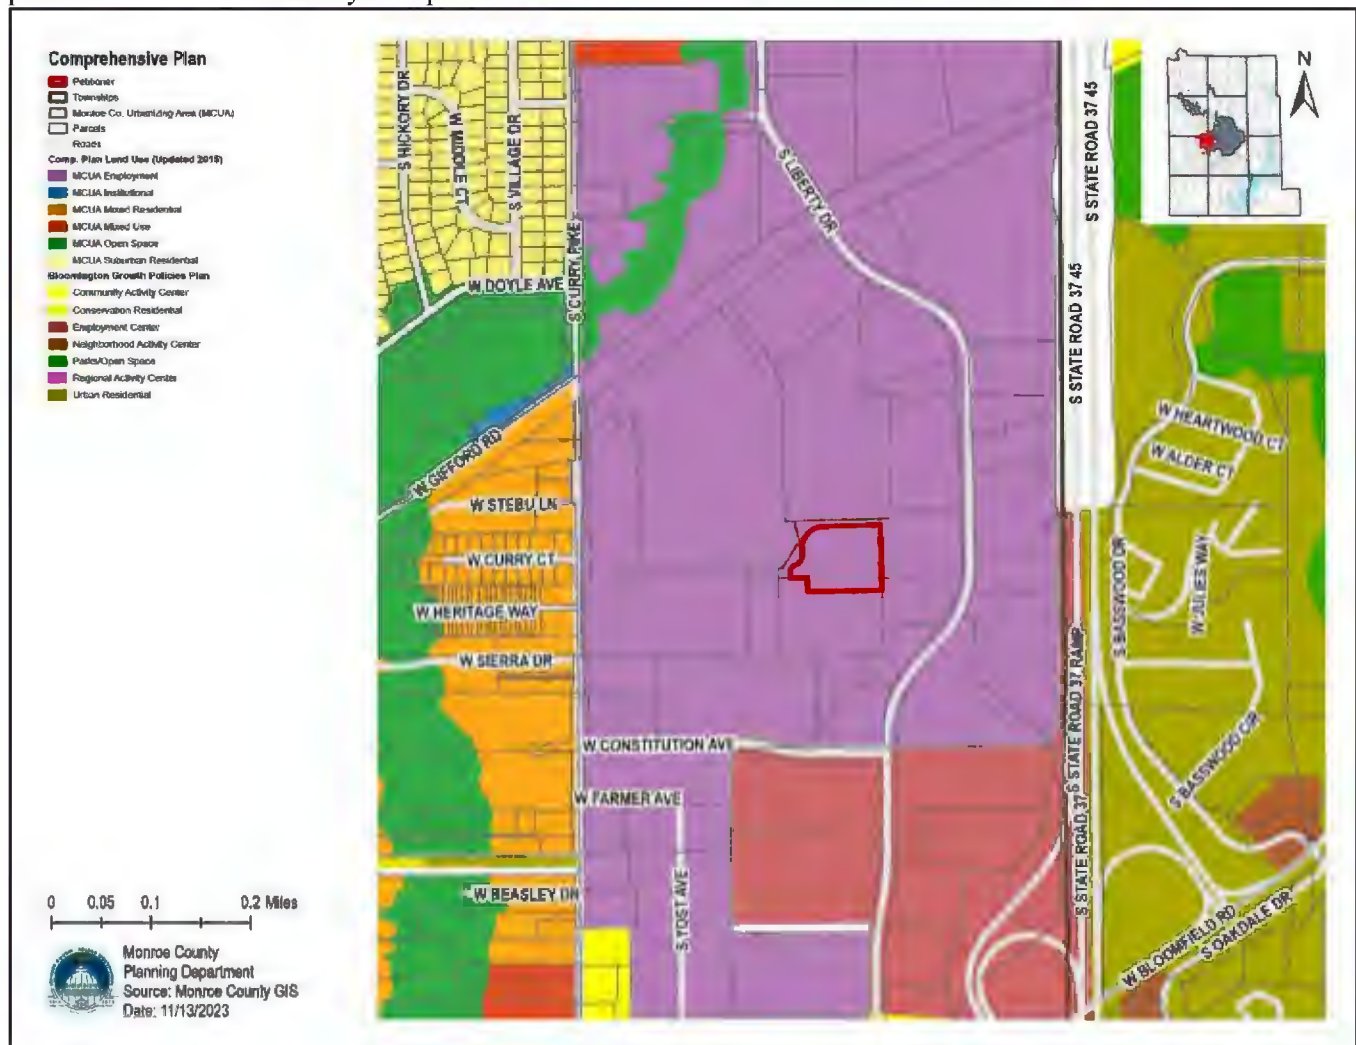 Comprehensive Plan
Petitioner
Townships
Monroe Co. Urbanizing Area (MCUA)
Parcels
Roads
Comp. Plan Land Use (Updated 2015)
MCUA Employment
MCUA Institutional
MCUA Mixed Residential
MCUA Mixed Use
MCUA Open Space
MCUA Suburban Residential
Bloomington Growth Policies Plan
Community Activity Center
Conservation Residential
Employment Center
Neighborhood Activity Center
Parks/Open Space
Regional Activity Center
Urban Residential
0 0.05 0.1 0.2 Miles
Monroe County
Planning Department
Source: Monroe County GIS
Date: 11/13/2023
N
S HICKORY DR
W MIDDLE CT
S VILLAGE DR
S CURRY PIKE
W DOYLE AVE
S LIBERTY DR
S STATE ROAD 37 45
S STATE ROAD 37 45
W GIFFORD RD
W STEBU LN
W CURRY CT
W HERITAGE WAY
W SIERRA DR
W HEARTWOOD CT
W ALDER CT
S BASSWOOD DR
W JULIES WAY
S STATE ROAD 37 RAMP
S STATE ROAD 37
S BASSWOOD CIR
W CONSTITUTION AVE
W FARMER AVE
S YOST AVE
W BEASLEY DR
W BLOOMFIELD RD
S OAKDALE DR